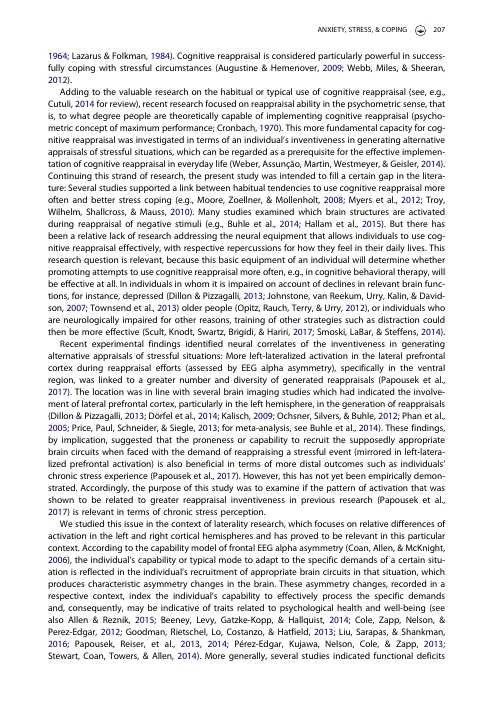 ANXIETY, STRESS, & COPING 207
1964; Lazarus & Folkman, 1984). Cognitive reappraisal is considered particularly powerful in success-
fully coping with stressful circumstances (Augustine & Hemenover, 2009; Webb, Miles, & Sheeran,
2012).
Adding to the valuable research on the habitual or typical use of cognitive reappraisal (see, e.g.,
Cutuli, 2014 for review), recent research focused on reappraisal ability in the psychometric sense, that
is, to what degree people are theoretically capable of implementing cognitive reappraisal (psycho-
metric concept of maximum performance; Cronbach, 1970). This more fundamental capacity for cog-
nitive reappraisal was investigated in terms of an individual's inventiveness in generating alternative
appraisals of stressful situations, which can be regarded as a prerequisite for the effective implemen-
tation of cognitive reappraisal in everyday life (Weber, Assunção, Martin, Westmeyer, & Geisler, 2014).
Continuing this strand of research, the present study was intended to fill a certain gap in the litera-
ture: Several studies supported a link between habitual tendencies to use cognitive reappraisal more
often and better stress coping (e.g., Moore, Zoellner, & Mollenholt, 2008; Myers et al., 2012; Troy,
Wilhelm, Shallcross, & Mauss, 2010). Many studies examined which brain structures are activated
during reappraisal of negative stimuli (e.g., Buhle et al., 2014; Hallam et al., 2015). But there has
been a relative lack of research addressing the neural equipment that allows individuals to use cog-
nitive reappraisal effectively, with respective repercussions for how they feel in their daily lives. This
research question is relevant, because this basic equipment of an individual will determine whether
promoting attempts to use cognitive reappraisal more often, e.g., in cognitive behavioral therapy, will
be effective at all. In individuals in whom it is impaired on account of declines in relevant brain func-
tions, for instance, depressed (Dillon & Pizzagalli, 2013; Johnstone, van Reekum, Urry, Kalin, & David-
son, 2007; Townsend et al., 2013) older people (Opitz, Rauch, Terry, & Urry, 2012), or individuals who
are neurologically impaired for other reasons, training of other strategies such as distraction could
then be more effective (Scult, Knodt, Swartz, Brigidi, & Hariri, 2017; Smoski, LaBar, & Steffens, 2014).
Recent experimental findings identified neural correlates of the inventiveness in generating
alternative appraisals of stressful situations: More left-lateralized activation in the lateral prefrontal
cortex during reappraisal efforts (assessed by EEG alpha asymmetry), specifically in the ventral
region, was linked to a greater number and diversity of generated reappraisals (Papousek et al.,
2017). The location was in line with several brain imaging studies which had indicated the involve-
ment of lateral prefrontal cortex, particularly in the left hemisphere, in the generation of reappraisals
(Dillon & Pizzagalli, 2013; Dörfel et al., 2014; Kalisch, 2009; Ochsner, Silvers, & Buhle, 2012; Phan et al.,
2005; Price, Paul, Schneider, & Siegle, 2013; for meta-analysis, see Buhle et al., 2014). These findings,
by implication, suggested that the proneness or capability to recruit the supposedly appropriate
brain circuits when faced with the demand of reappraising a stressful event (mirrored in left-latera-
lized prefrontal activation) is also beneficial in terms of more distal outcomes such as individuals'
chronic stress experience (Papousek et al., 2017). However, this has not yet been empirically demon-
strated. Accordingly, the purpose of this study was to examine if the pattern of activation that was
shown to be related to greater reappraisal inventiveness in previous research (Papousek et al.,
2017) is relevant in terms of chronic stress perception.
We studied this issue in the context of laterality research, which focuses on relative differences of
activation in the left and right cortical hemispheres and has proved to be relevant in this particular
context. According to the capability model of frontal EEG alpha asymmetry (Coan, Allen, & McKnight,
2006), the individual's capability or typical mode to adapt to the specific demands of a certain situ-
ation is reflected in the individual's recruitment of appropriate brain circuits in that situation, which
produces characteristic asymmetry changes in the brain. These asymmetry changes, recorded in a
respective context, index the individual's capability to effectively process the specific demands
and, consequently, may be indicative of traits related to psychological health and well-being (see
also Allen & Reznik, 2015; Beeney, Levy, Gatzke-Kopp, & Hallquist, 2014; Cole, Zapp, Nelson, &
Perez-Edgar, 2012; Goodman, Rietschel, Lo, Costanzo, & Hatfield, 2013; Liu, Sarapas, & Shankman,
2016; Papousek, Reiser, et al., 2013, 2014; Pérez-Edgar, Kujawa, Nelson, Cole, & Zapp, 2013;
Stewart, Coan, Towers, & Allen, 2014). More generally, several studies indicated functional deficits